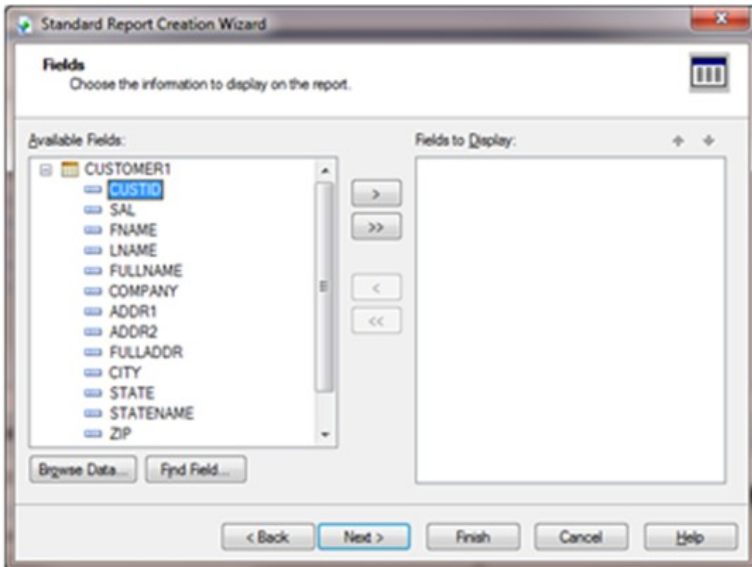 Standard Report Creation Wizard
Fields
Choose the information to display on the report.
Available Fields:
Fields to Display:
CUSTOMER1
CUSTID
SAL
FNAME
LNAME
FULLNAME
COMPANY
ADDR1
ADDR2
FULLADDR
CITY
STATE
STATENAME
ZIP
>
>>
<
<<
Browse Data...
Find Field...
< Back
Next >
Finish
Cancel
Help